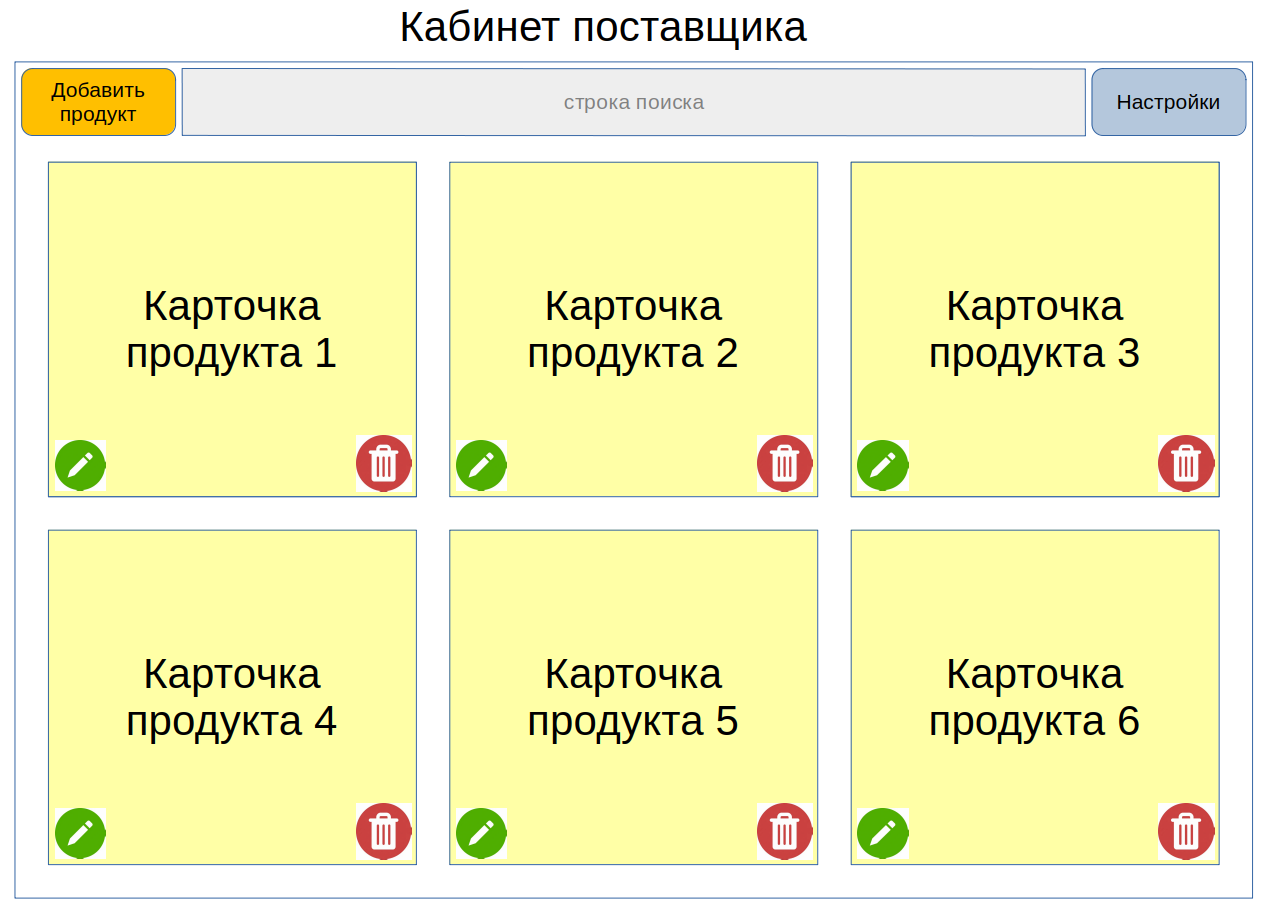 Кабинет поставщика
Добавить
продукт
строка поиска
Настройки
Карточка
продукта 1
Карточка
продукта 2
Карточка
продукта 3
Карточка
продукта 4
Карточка
продукта 5
Карточка
продукта 6